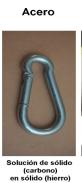 Acero
Solución de sólido
(carbono)
en sólido (hierro)